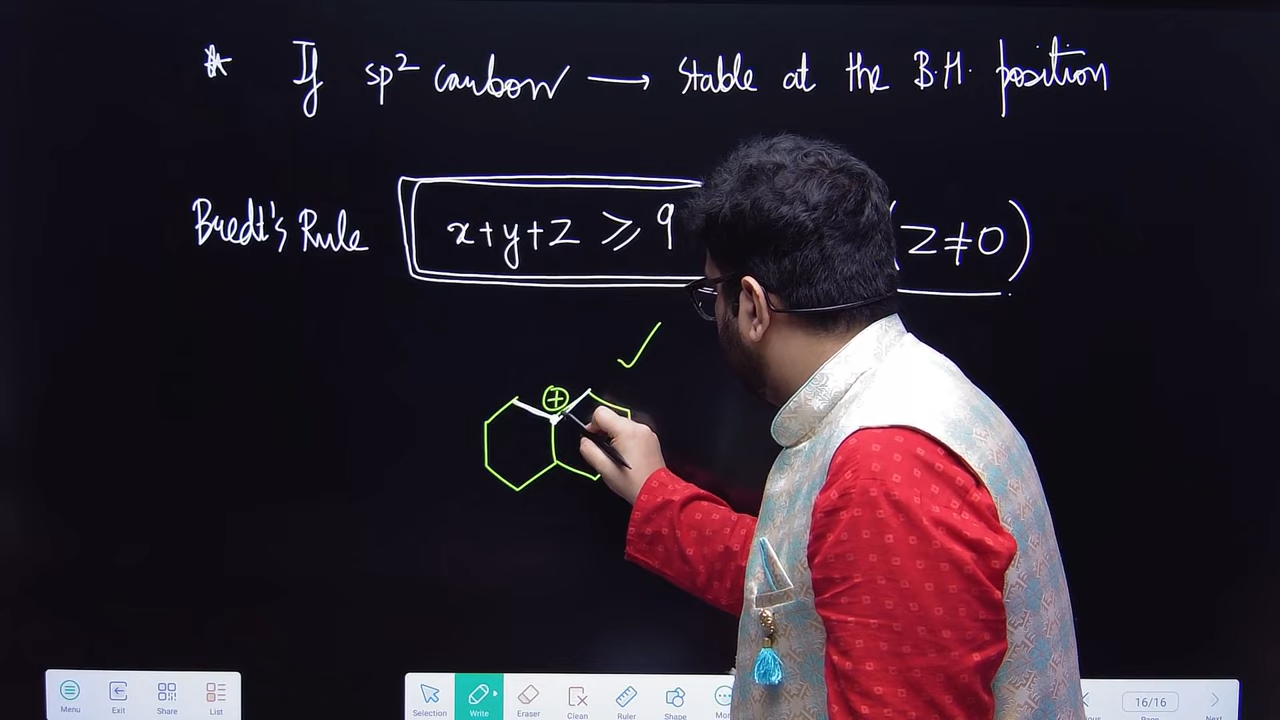 * If sp² carbon → stable at the B.H. position
Bredt's Rule x+y+z ⩾ 9 (z≠0)
+
Menu Exit Share List Selection Write Eraser Clean Ruler Shape 16/16 Next